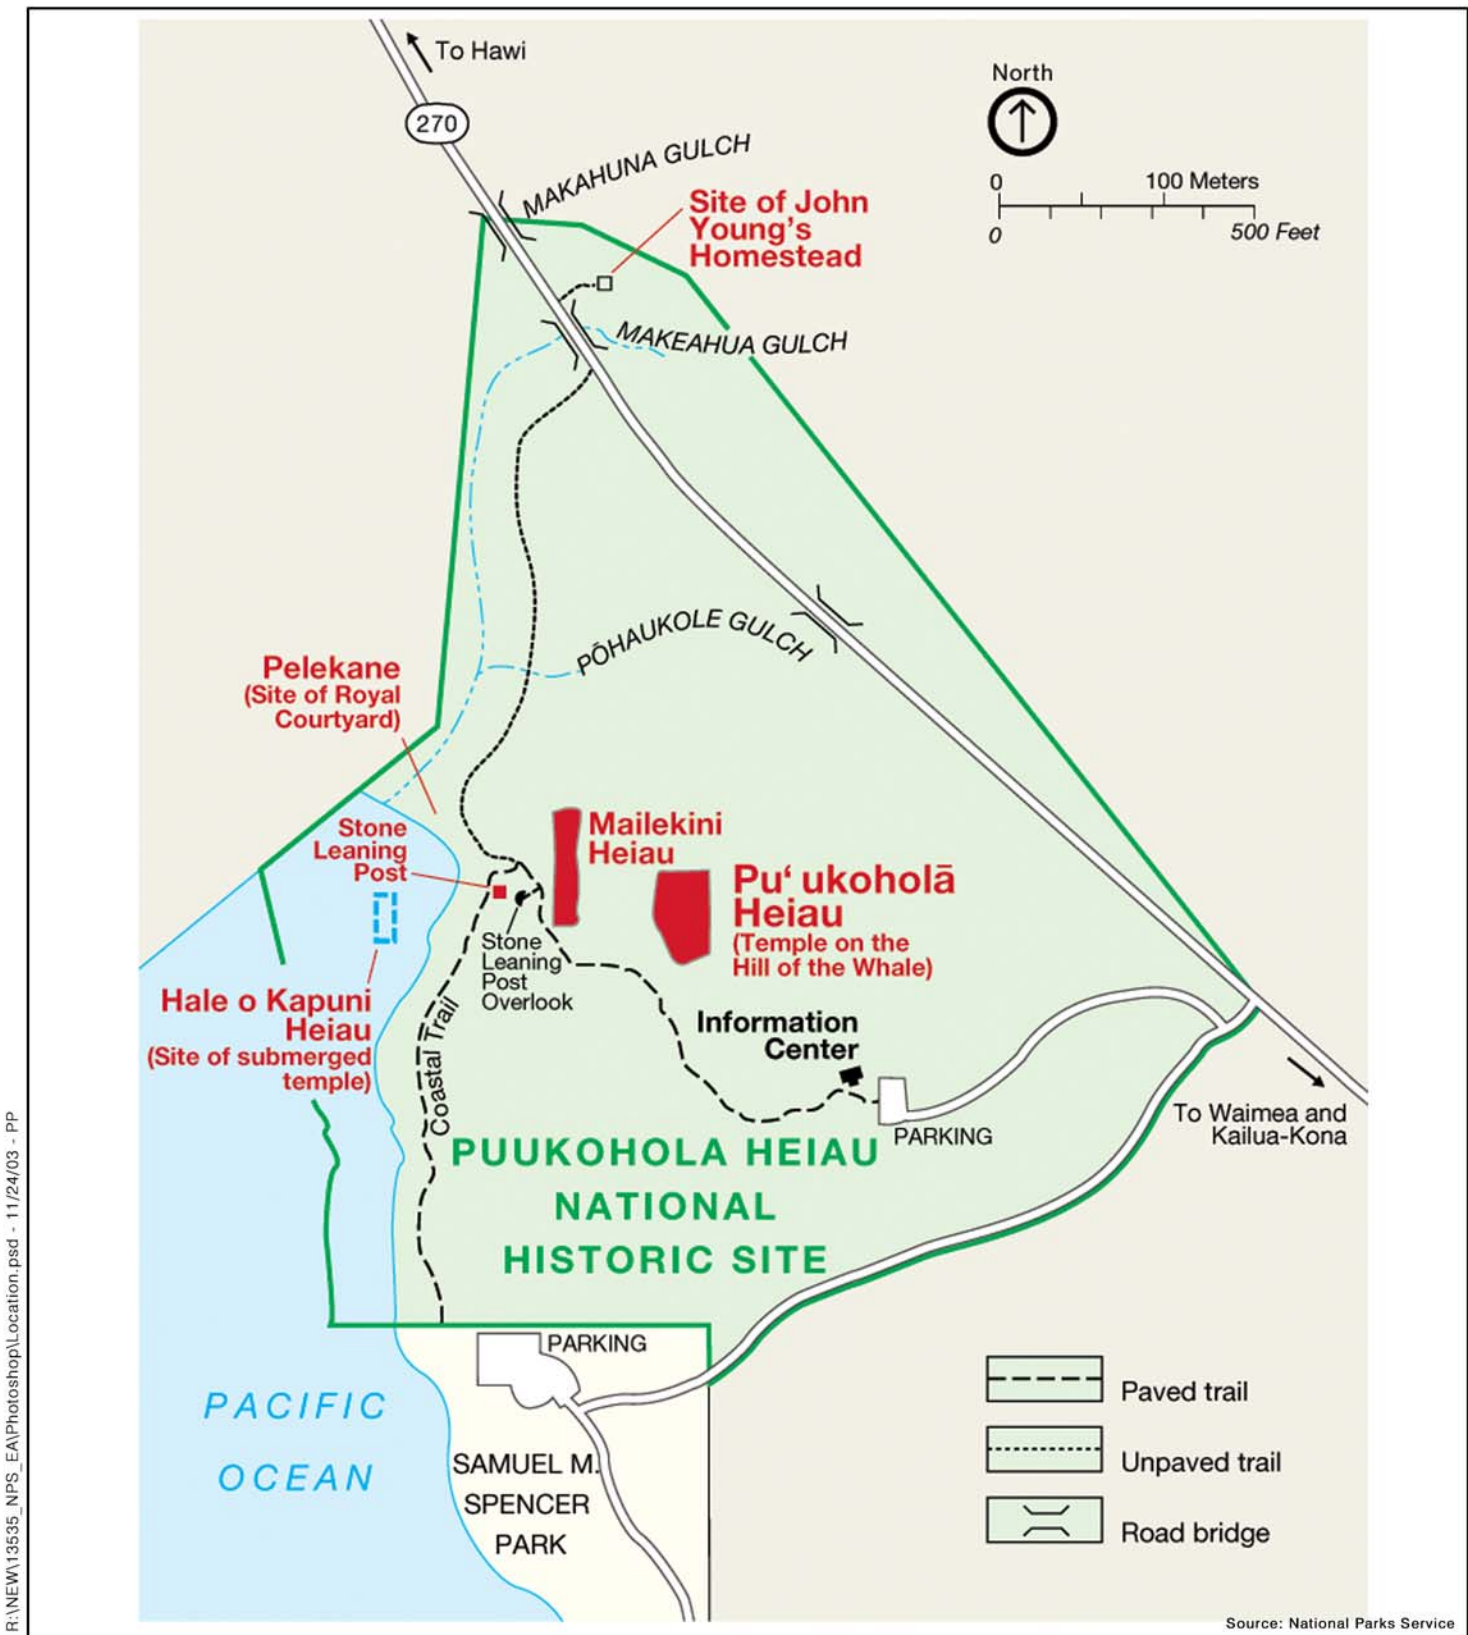 To Hawi
270
North
0
100 Meters
0
500 Feet
MAKAHUNA GULCH
Site of John
Young's
Homestead
MAKEAHUA GULCH
PŌHAUKOLE GULCH
Pelekane
(Site of Royal
Courtyard)
Stone
Leaning
Post
Mailekini
Heiau
Pu‘ ukoholā
Heiau
(Temple on the
Hill of the Whale)
Stone
Leaning
Post
Overlook
Hale o Kapuni
Heiau
(Site of submerged
temple)
Coastal Trail
Information
Center
PARKING
To Waimea and
Kailua-Kona
PUUKOHOLA HEIAU
NATIONAL
HISTORIC SITE
PARKING
PACIFIC
OCEAN
SAMUEL M.
SPENCER
PARK
Paved trail
Unpaved trail
Road bridge
Source: National Parks Service
R:\NEW\13535_NPS_EA\Photoshop\Location.psd - 11/24/03 - PP